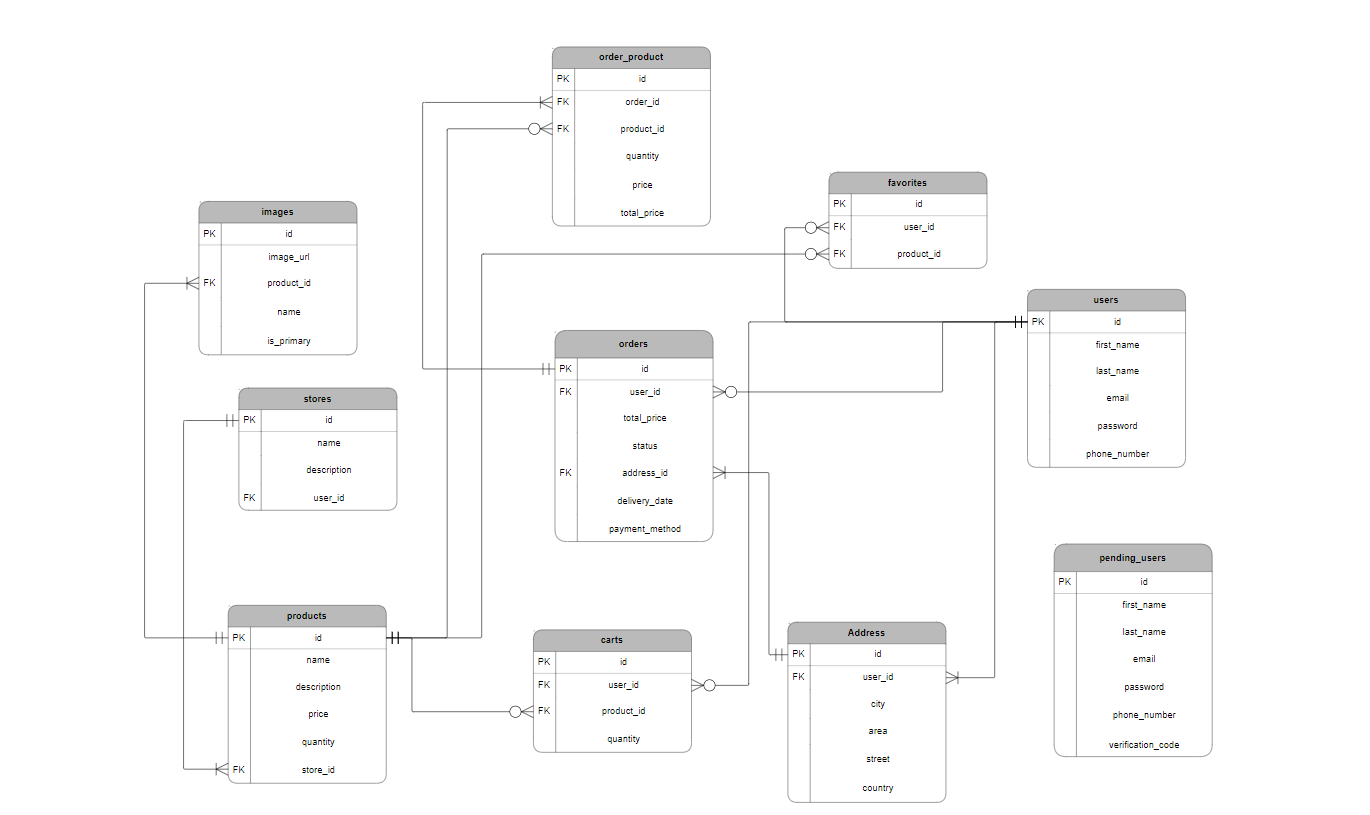 order_product
PK id
FK order_id
FK product_id
quantity
price
total_price
favorites
PK id
FK user_id
FK product_id
images
PK id
image_url
FK product_id
name
is_primary
users
PK id
first_name
last_name
email
password
phone_number
orders
PK id
FK user_id
total_price
status
FK address_id
delivery_date
payment_method
stores
PK id
name
description
FK user_id
pending_users
PK id
first_name
last_name
email
password
phone_number
verification_code
products
PK id
name
description
price
quantity
FK store_id
carts
PK id
FK user_id
FK product_id
quantity
Address
PK id
FK user_id
city
area
street
country